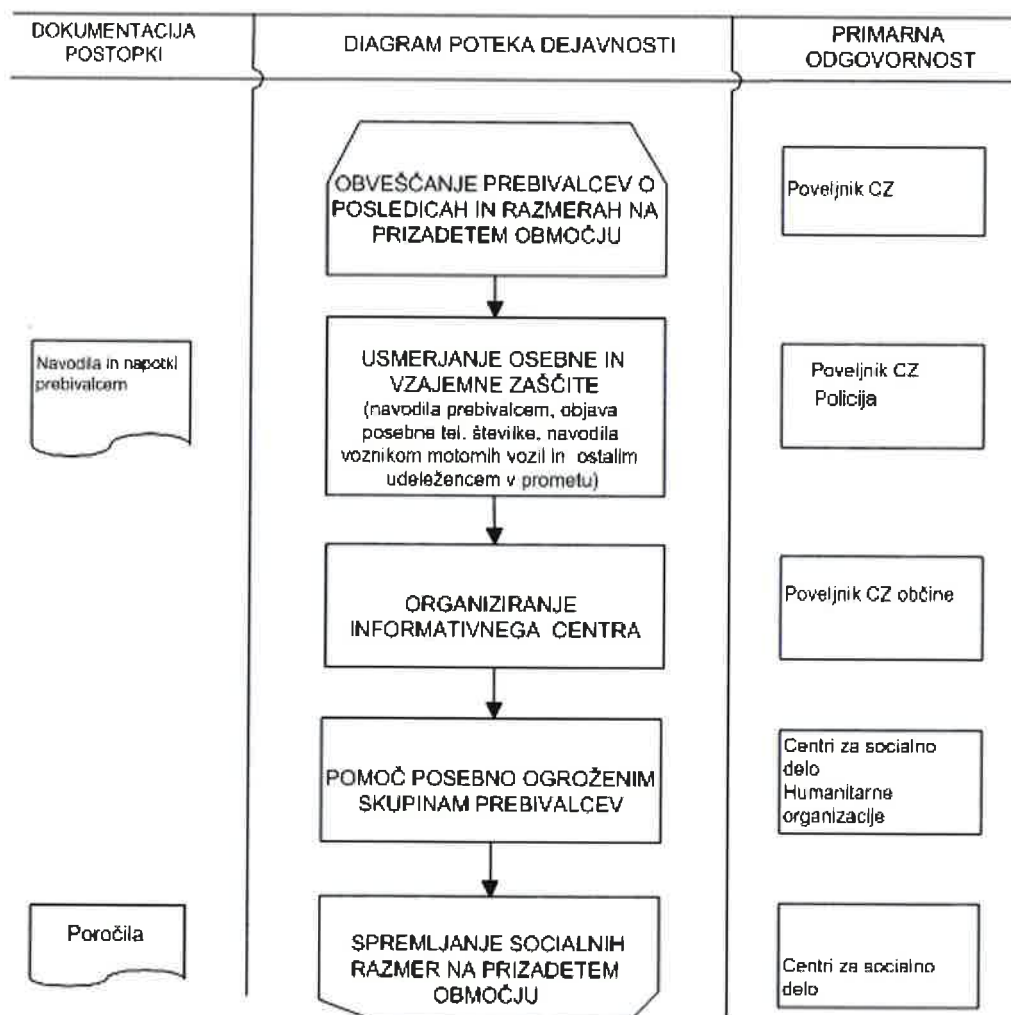 DOKUMENTACIJA
POSTOPKI
DIAGRAM POTEKA DEJAVNOSTI
PRIMARNA
ODGOVORNOST
OBVEŠČANJE PREBIVALCEV O
POSLEDICAH IN RAZMERAH NA
PRIZADETEM OBMOČJU
Poveljnik CZ
Navodila in napotki
prebivalcem
USMERJANJE OSEBNE IN
VZAJEMNE ZAŠČITE
(navodila prebivalcem, objava
posebne tel. številke, navodila
voznikom motornih vozil in ostalim
udeležencem v prometu)
Poveljnik CZ
Policija
ORGANIZIRANJE
INFORMATIVNEGA CENTRA
Poveljnik CZ občine
POMOČ POSEBNO OGROŽENIM
SKUPINAM PREBIVALCEV
Centri za socialno
delo
Humanitarne
organizacije
Poročila
SPREMLJANJE SOCIALNIH
RAZMER NA PRIZADETEM
OBMOČJU
Centri za socialno
delo